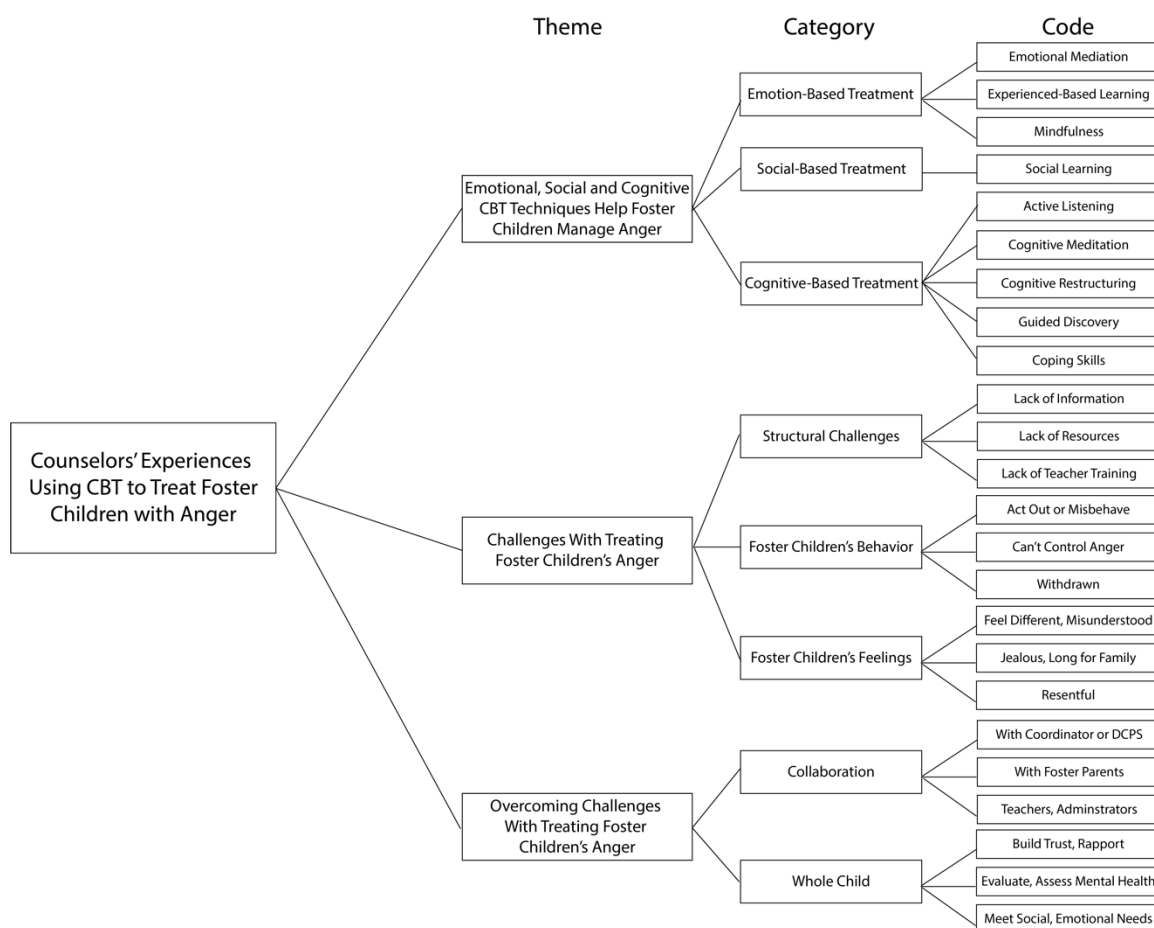 Theme
Category
Code
Counselors' Experiences
Using CBT to Treat Foster
Children with Anger
Emotional, Social and Cognitive
CBT Techniques Help Foster
Children Manage Anger
Emotion-Based Treatment
Emotional Mediation
Experienced-Based Learning
Mindfulness
Social-Based Treatment
Social Learning
Cognitive-Based Treatment
Active Listening
Cognitive Meditation
Cognitive Restructuring
Guided Discovery
Coping Skills
Challenges With Treating
Foster Children's Anger
Structural Challenges
Lack of Information
Lack of Resources
Lack of Teacher Training
Foster Children's Behavior
Act Out or Misbehave
Can't Control Anger
Withdrawn
Foster Children's Feelings
Feel Different, Misunderstood
Jealous, Long for Family
Resentful
Overcoming Challenges
With Treating Foster
Children's Anger
Collaboration
With Coordinator or DCPS
With Foster Parents
Teachers, Adminstrators
Whole Child
Build Trust, Rapport
Evaluate, Assess Mental Health
Meet Social, Emotional Needs